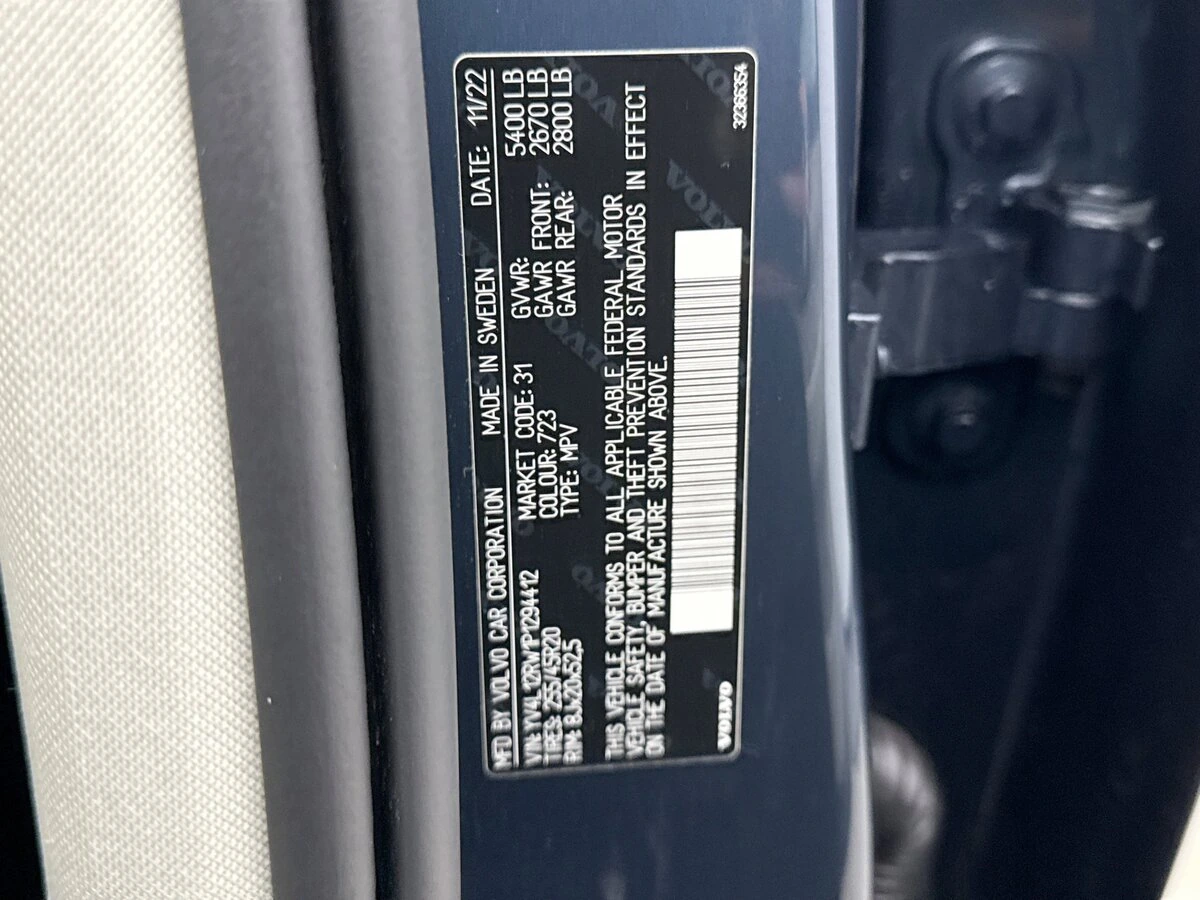 MFD BY VOLVO CAR CORPORATION MADE IN SWEDEN DATE: 11/22
VIN: YV4L12RW1P1294412 MARKET CODE: 31 GVWR: 5400 LB
TIRES: 255/45R20 COLOUR: 723 GAWR FRONT: 2670 LB
RIM: 8Jx20x52,5 TYPE: MPV GAWR REAR: 2800 LB
THIS VEHICLE CONFORMS TO ALL APPLICABLE FEDERAL MOTOR
VEHICLE SAFETY, BUMPER AND THEFT PREVENTION STANDARDS IN EFFECT
ON THE DATE OF MANUFACTURE SHOWN ABOVE.
VOLVO 32366354